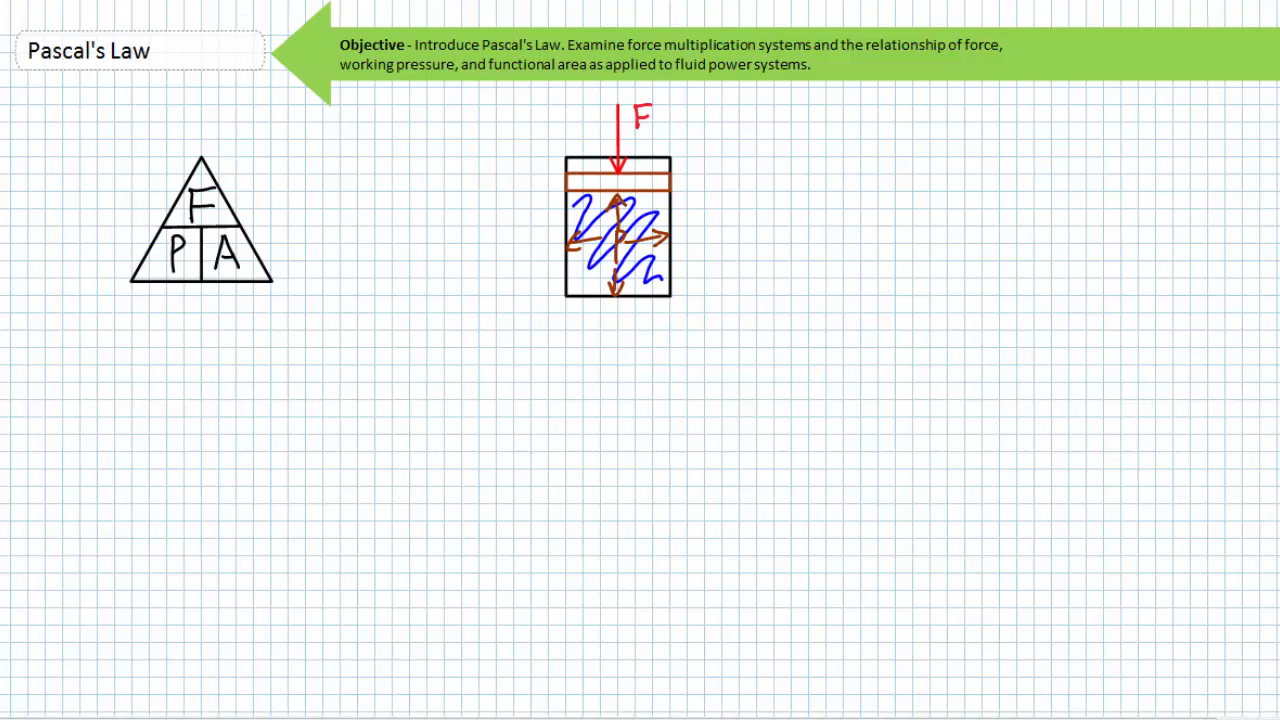 Pascal's Law
Objective - Introduce Pascal's Law. Examine force multiplication systems and the relationship of force,
working pressure, and functional area as applied to fluid power systems.
F
F
P
P A